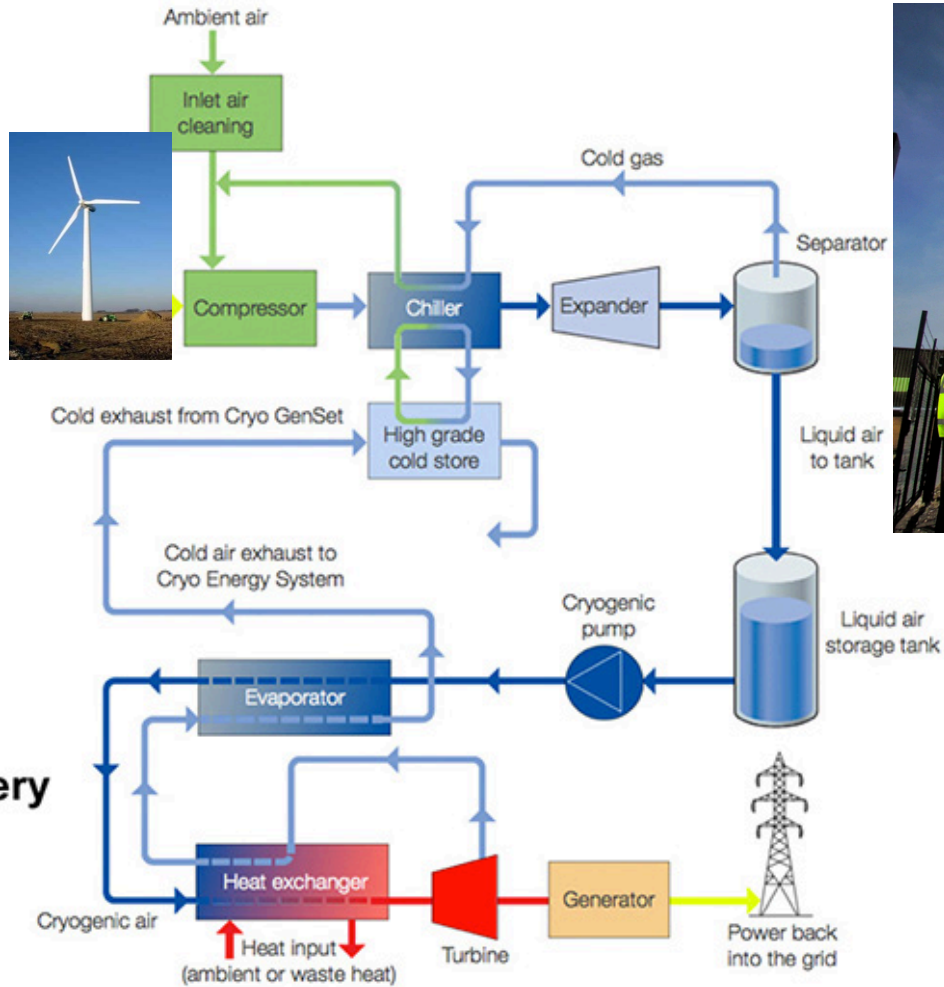 Ambient air
Inlet air
cleaning
Cold gas
Separator
Compressor
Chiller
Expander
Cold exhaust from Cryo GenSet
High grade
cold store
Liquid air
to tank
Cold air exhaust to
Cryo Energy System
Cryogenic
pump
Liquid air
storage tank
Evaporator
ery
Heat exchanger
Generator
Cryogenic air
Heat input
(ambient or waste heat)
Turbine
Power back
into the grid